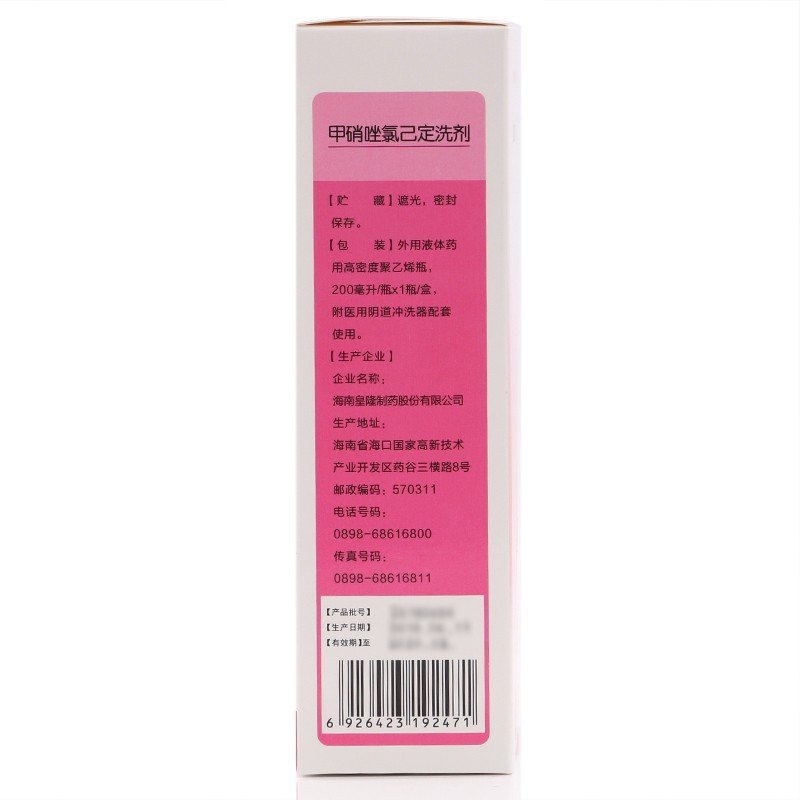 甲硝唑氯己定洗剂
【贮　　藏】遮光，密封
保存。
【包　　装】外用液体药
用高密度聚乙烯瓶，
200毫升/瓶x1瓶/盒，
附医用阴道冲洗器配套
使用。
【生产企业】
企业名称：
海南皇隆制药股份有限公司
生产地址：
海南省海口国家高新技术
产业开发区药谷三横路8号
邮政编码：570311
电话号码：
0898-68616800
传真号码：
0898-68616811
【产品批号】
【生产日期】
【有效期】至
6 926423 192471